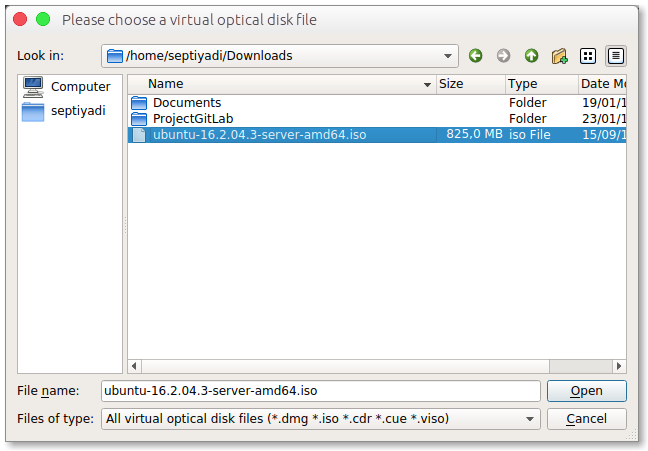 Please choose a virtual optical disk file
Look in: /home/septiyadi/Downloads
Computer
septiyadi
Name Size Type Date Mo
Documents Folder 19/01/1
ProjectGitLab Folder 23/01/1
ubuntu-16.2.04.3-server-amd64.iso 825,0 MB iso File 15/09/1
File name: ubuntu-16.2.04.3-server-amd64.iso Open
Files of type: All virtual optical disk files (*.dmg *.iso *.cdr *.cue *.viso) Cancel